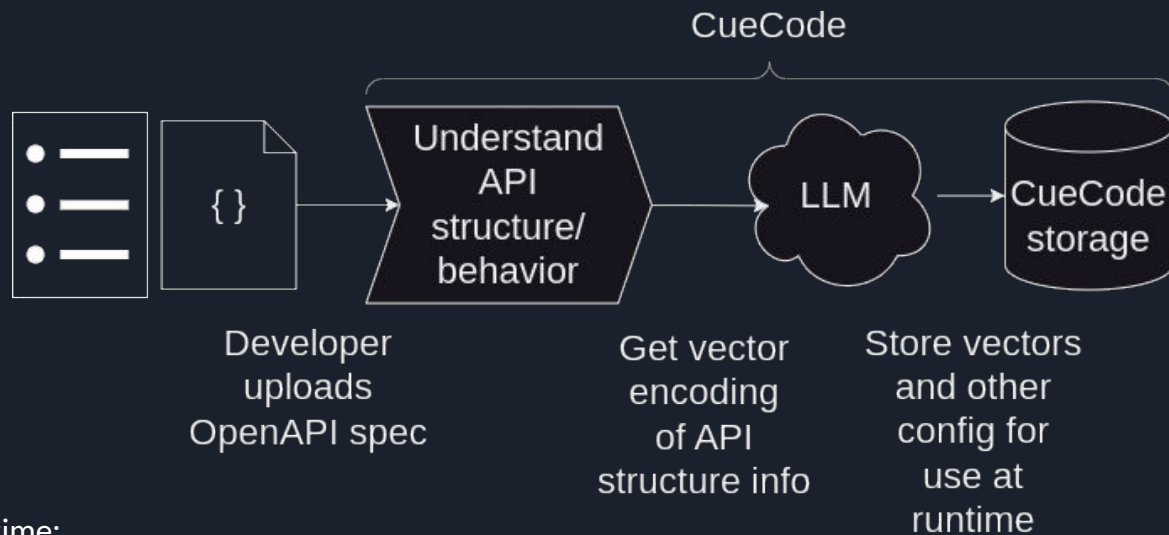 CueCode
{ }
Understand
API
structure/
behavior
LLM
CueCode
storage
Developer
uploads
OpenAPI spec
Get vector
encoding
of API
structure info
Store vectors
and other
config for
use at
runtime
time: